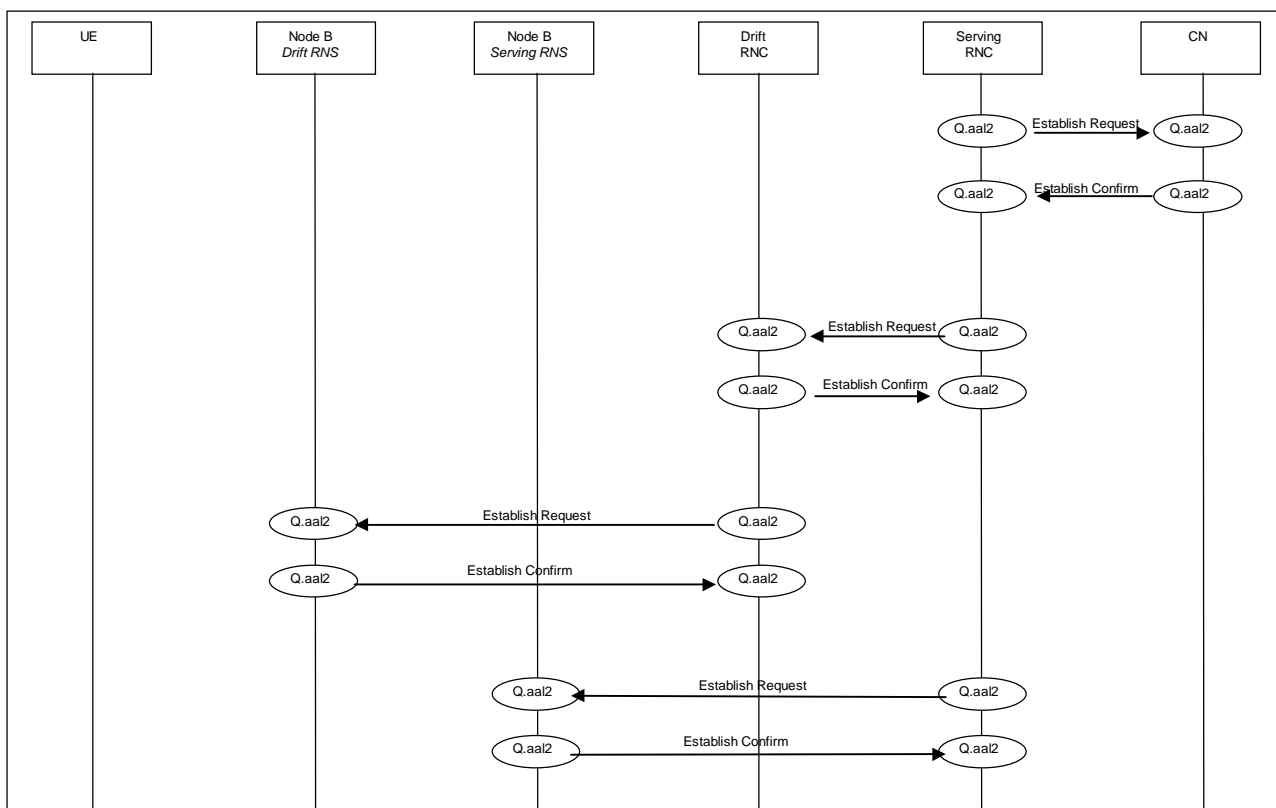 UE
Node B
Drift RNS
Node B
Serving RNS
Drift
RNC
Serving
RNC
CN
Q.aal2
Establish Request
Q.aal2
Q.aal2
Establish Confirm
Q.aal2
Q.aal2
Establish Request
Q.aal2
Q.aal2
Establish Confirm
Q.aal2
Q.aal2
Establish Request
Q.aal2
Q.aal2
Establish Confirm
Q.aal2
Q.aal2
Establish Request
Q.aal2
Q.aal2
Establish Confirm
Q.aal2